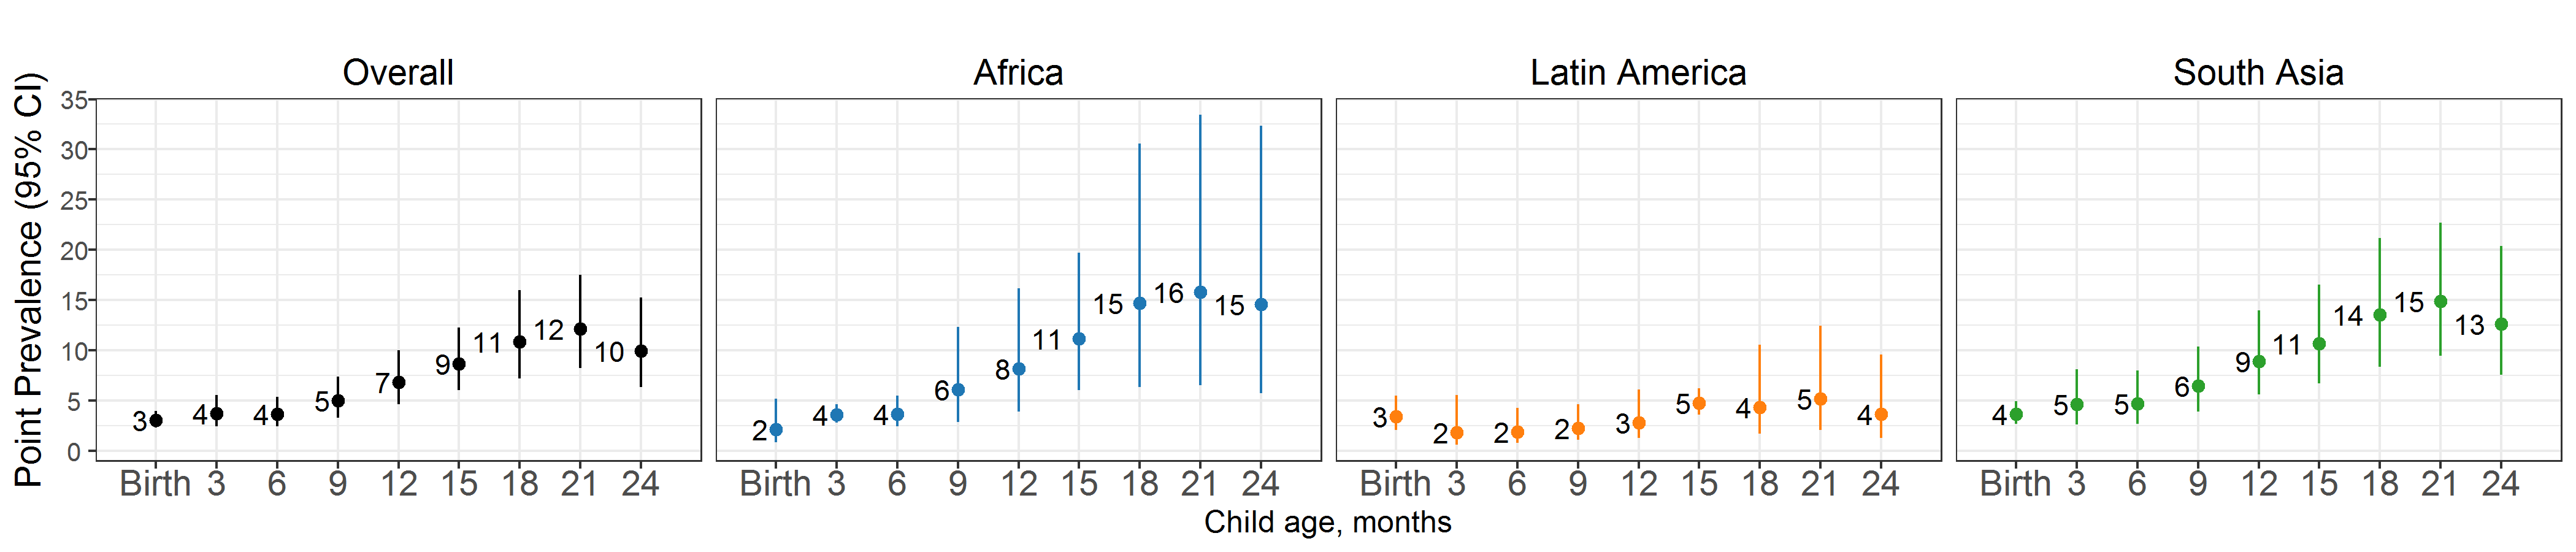 Overall Africa Latin America South Asia
Point Prevalence (95% CI)
35
30
25
20
15
10
5
0
3 4 4 5 7 9 11 12 10
2 4 4 6 8 11 15 16 15
3 2 2 2 3 5 4 5 4
4 5 5 6 9 11 14 15 13
Birth 3 6 9 12 15 18 21 24 Birth 3 6 9 12 15 18 21 24 Birth 3 6 9 12 15 18 21 24 Birth 3 6 9 12 15 18 21 24
Child age, months